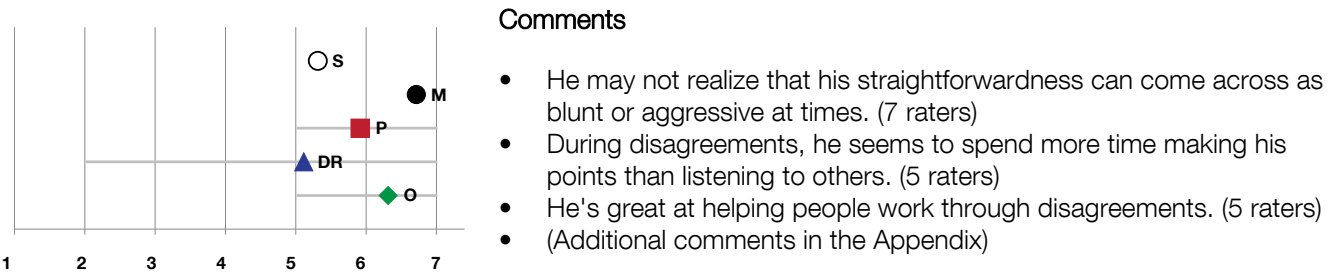 Comments
S
M
P
DR
O
1 2 3 4 5 6 7
• He may not realize that his straightforwardness can come across as
blunt or aggressive at times. (7 raters)
• During disagreements, he seems to spend more time making his
points than listening to others. (5 raters)
• He's great at helping people work through disagreements. (5 raters)
• (Additional comments in the Appendix)